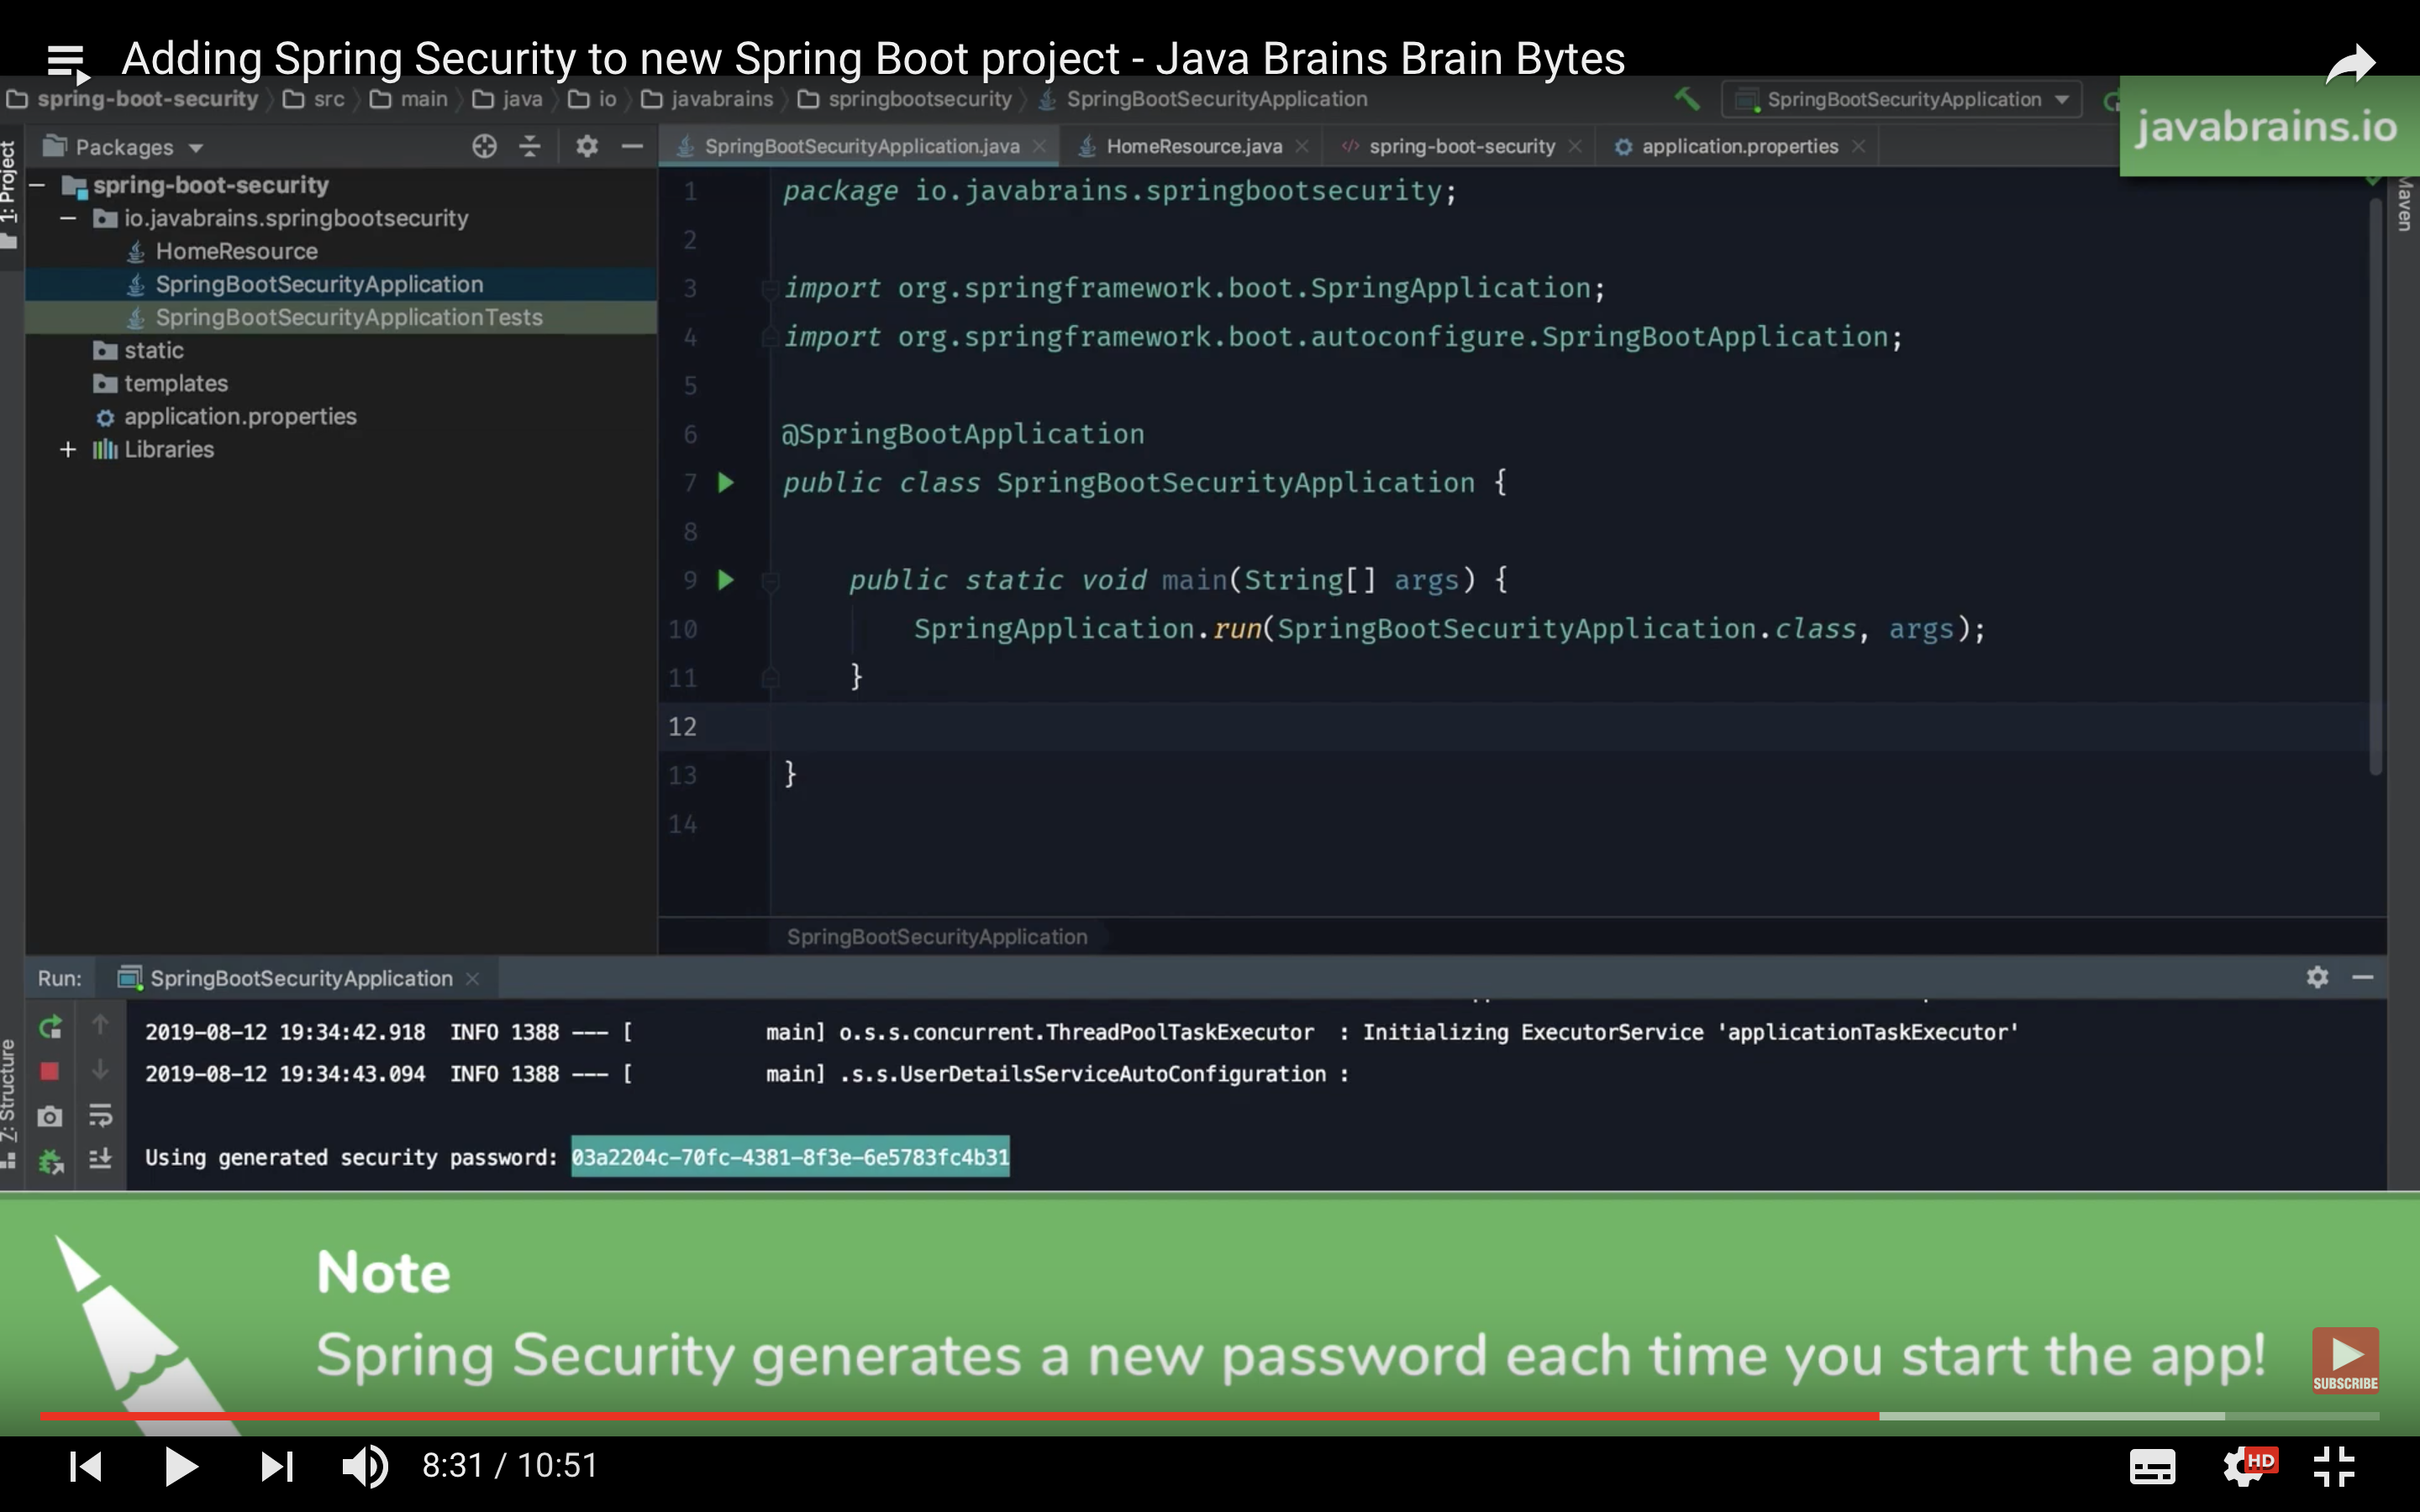 Adding Spring Security to new Spring Boot project - Java Brains Brain Bytes
spring-boot-security src main java io javabrains springbootsecurity SpringBootSecurityApplication SpringBootSecurityApplication
javabrains.io
1: Project
Packages
SpringBootSecurityApplication.java HomeResource.java spring-boot-security application.properties
Maven
spring-boot-security
io.javabrains.springbootsecurity
HomeResource
SpringBootSecurityApplication
SpringBootSecurityApplicationTests
static
templates
application.properties
Libraries
1 package io.javabrains.springbootsecurity;
2
3 import org.springframework.boot.SpringApplication;
4 import org.springframework.boot.autoconfigure.SpringBootApplication;
5
6 @SpringBootApplication
7 public class SpringBootSecurityApplication {
8
9 public static void main(String[] args) {
10 SpringApplication.run(SpringBootSecurityApplication.class, args);
11 }
12
13 }
14
SpringBootSecurityApplication
Run: SpringBootSecurityApplication
Z: Structure
2019-08-12 19:34:42.918 INFO 1388 --- [ main] o.s.s.concurrent.ThreadPoolTaskExecutor : Initializing ExecutorService 'applicationTaskExecutor'
2019-08-12 19:34:43.094 INFO 1388 --- [ main] .s.s.UserDetailsServiceAutoConfiguration :
Using generated security password: 03a2204c-70fc-4381-8f3e-6e5783fc4b31
Note
Spring Security generates a new password each time you start the app!
SUBSCRIBE
8:31 / 10:51
HD